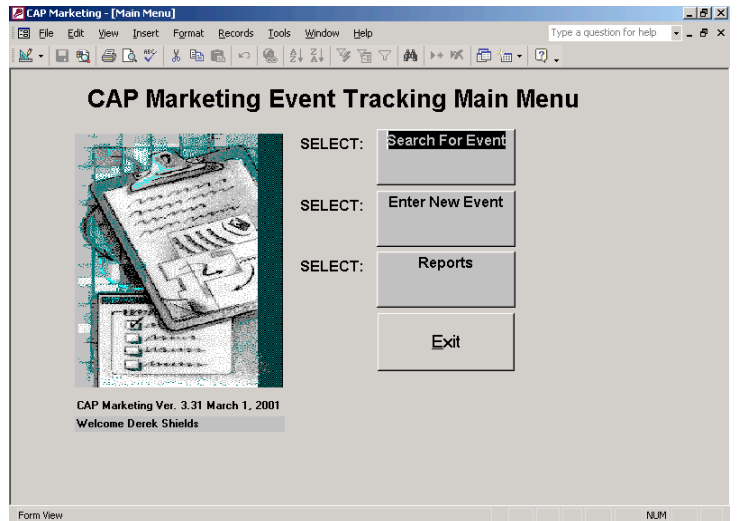 CAP Marketing - [Main Menu]
File Edit View Insert Format Records Tools Window Help Type a question for help
CAP Marketing Event Tracking Main Menu
SELECT: Search For Event
SELECT: Enter New Event
SELECT: Reports
Exit
CAP Marketing Ver. 3.31 March 1, 2001
Welcome Derek Shields
Form View NUM